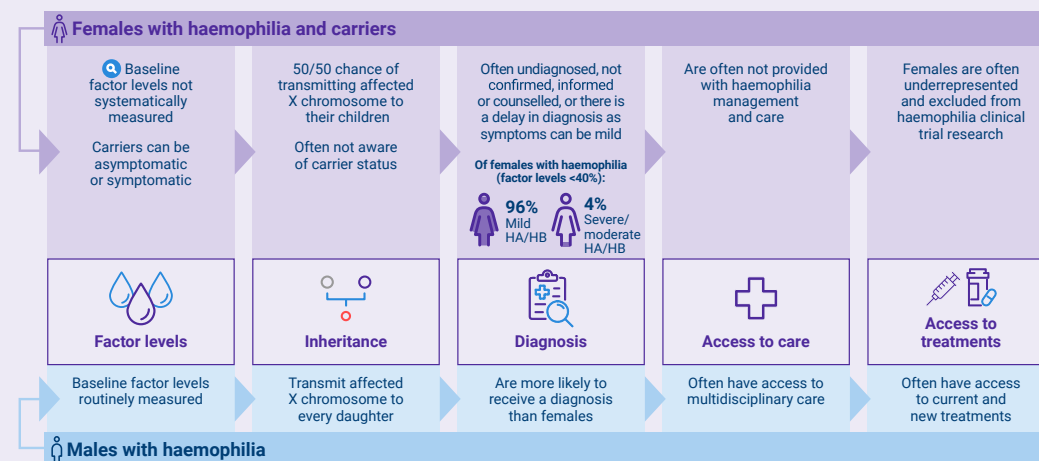 Females with haemophilia and carriers
Baseline
factor levels not
systematically
measured
Carriers can be
asymptomatic
or symptomatic
50/50 chance of
transmitting affected
X chromosome to
their children
Often not aware
of carrier status
Often undiagnosed, not
confirmed, informed
or counselled, or there is
a delay in diagnosis as
symptoms can be mild
Of females with haemophilia
(factor levels <40%):
96%
Mild
HA/HB
4%
Severe/
moderate
HA/HB
Are often not provided
with haemophilia
management
and care
Females are often
underrepresented
and excluded from
haemophilia clinical
trial research
Factor levels
Inheritance
Diagnosis
Access to care
Access to
treatments
Baseline factor levels
routinely measured
Transmit affected
X chromosome to
every daughter
Are more likely to
receive a diagnosis
than females
Often have access to
multidisciplinary care
Often have access
to current and
new treatments
Males with haemophilia